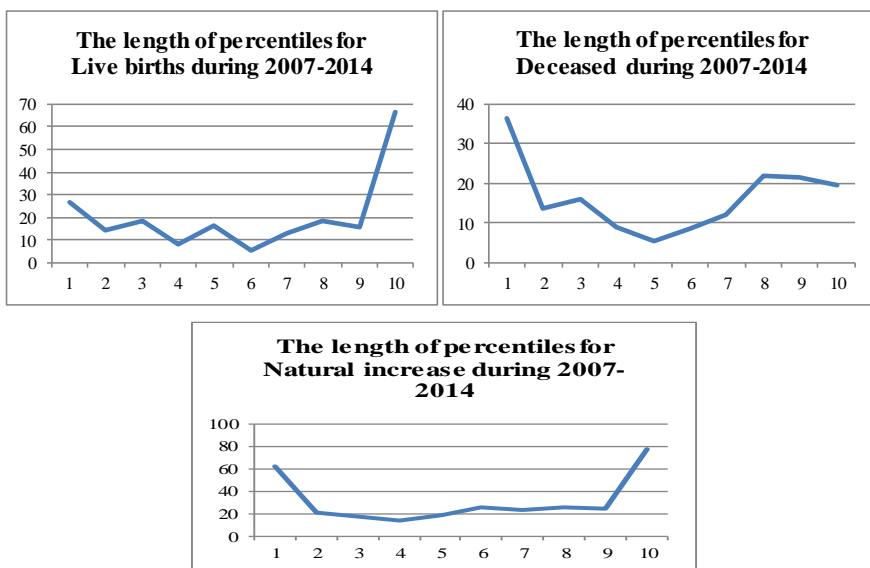 The length of percentiles for
Live births during 2007-2014
70
60
50
40
30
20
10
0
1 2 3 4 5 6 7 8 9 10
The length of percentiles for
Deceased during 2007-2014
40
30
20
10
0
1 2 3 4 5 6 7 8 9 10
The length of percentiles for
Natural increase during 2007-
2014
100
80
60
40
20
0
1 2 3 4 5 6 7 8 9 10